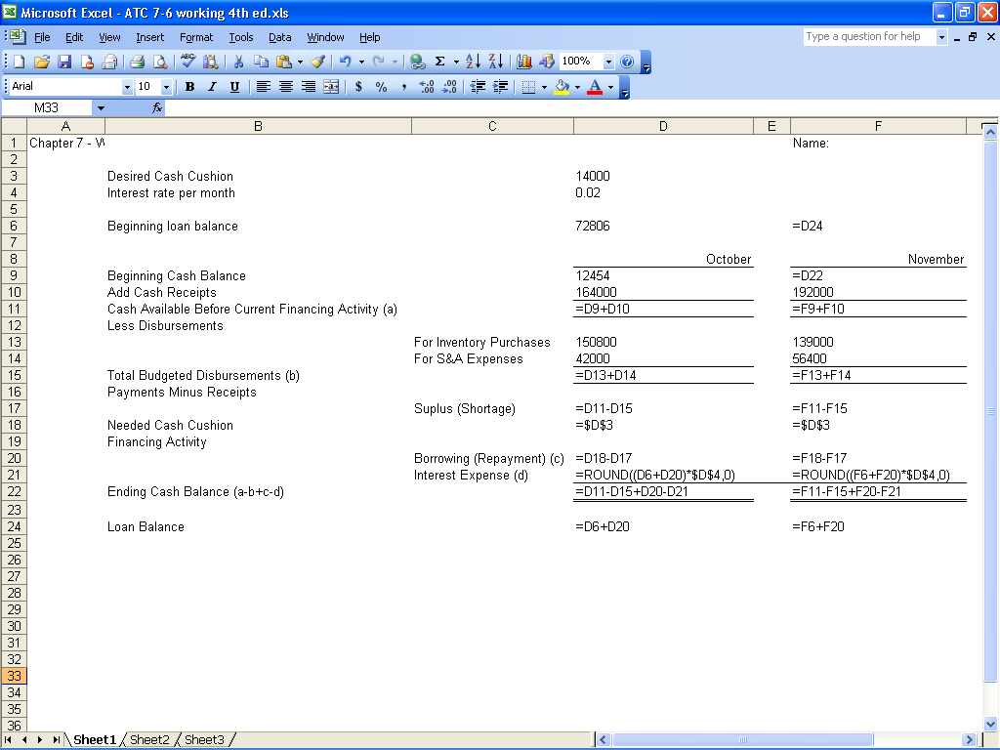 Microsoft Excel - ATC 7-6 working 4th ed.xls
File Edit View Insert Format Tools Data Window Help Type a question for help
Σ 100%
Arial 10 B I U $ % , A
M33 fx
A B C D E F
1 Chapter 7 - Name:
2
3 Desired Cash Cushion 14000
4 Interest rate per month 0.02
5
6 Beginning loan balance 72806 =D24
7
8 October November
9 Beginning Cash Balance 12454 =D22
10 Add Cash Receipts 164000 192000
11 Cash Available Before Current Financing Activity (a) =D9+D10 =F9+F10
12 Less Disbursements
13 For Inventory Purchases 150800 139000
14 For S&A Expenses 42000 56400
15 Total Budgeted Disbursements (b) =D13+D14 =F13+F14
16 Payments Minus Receipts
17 Suplus (Shortage) =D11-D15 =F11-F15
18 Needed Cash Cushion =$D$3 =$D$3
19 Financing Activity
20 Borrowing (Repayment) (c) =D18-D17 =F18-F17
21 Interest Expense (d) =ROUND((D6+D20)*$D$4,0) =ROUND((F6+F20)*$D$4,0)
22 Ending Cash Balance (a-b+c-d) =D11-D15+D20-D21 =F11-F15+F20-F21
23
24 Loan Balance =D6+D20 =F6+F20
25
26
27
28
29
30
31
32
33
34
35
36
Sheet1 Sheet2 Sheet3